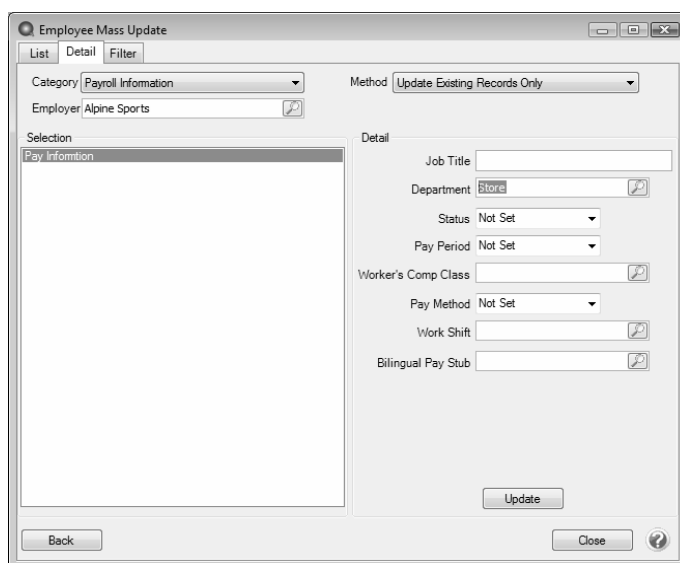 Employee Mass Update
List Detail Filter
Category Payroll Information Method Update Existing Records Only
Employer Alpine Sports
Selection Detail
Pay Informtion
Job Title
Department Store
Status Not Set
Pay Period Not Set
Worker's Comp Class
Pay Method Not Set
Work Shift
Bilingual Pay Stub
Update
Back Close ?